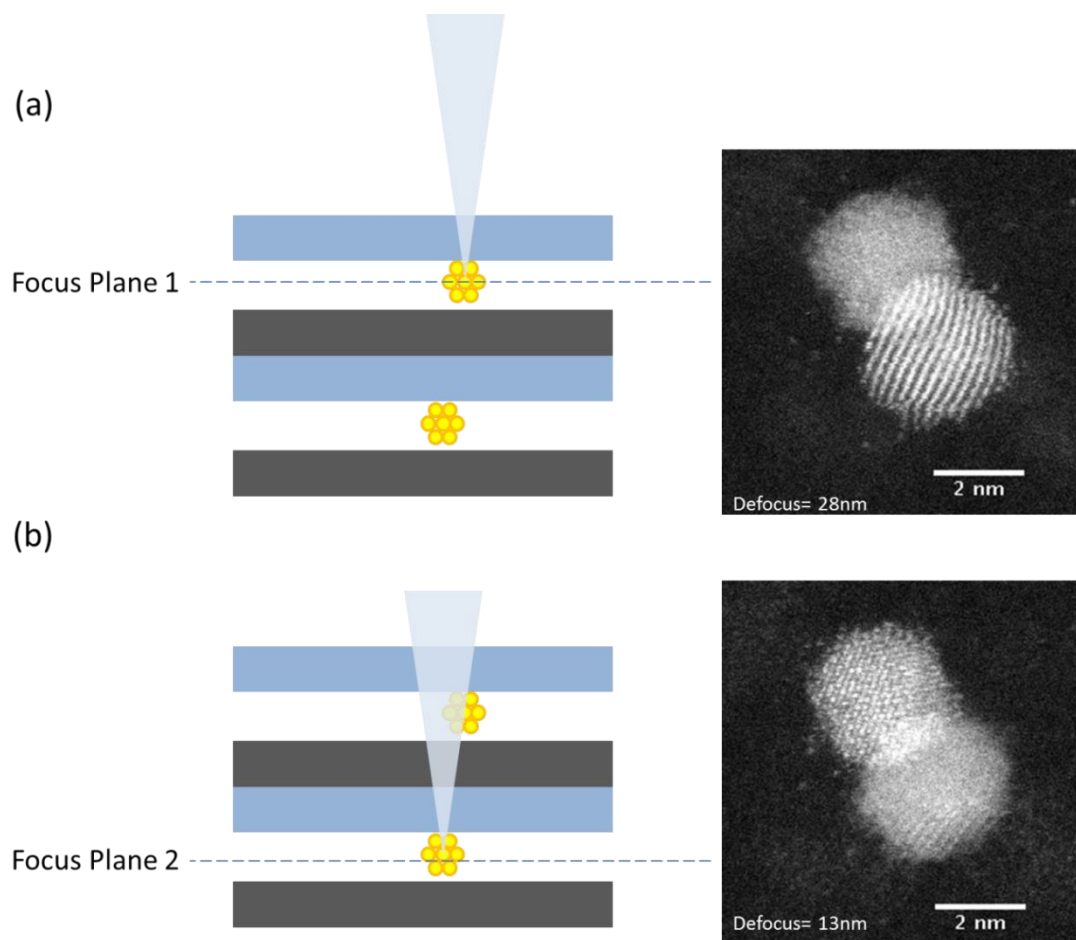 (a)
Focus Plane 1
2 nm
Defocus= 28nm
(b)
Focus Plane 2
2 nm
Defocus= 13nm